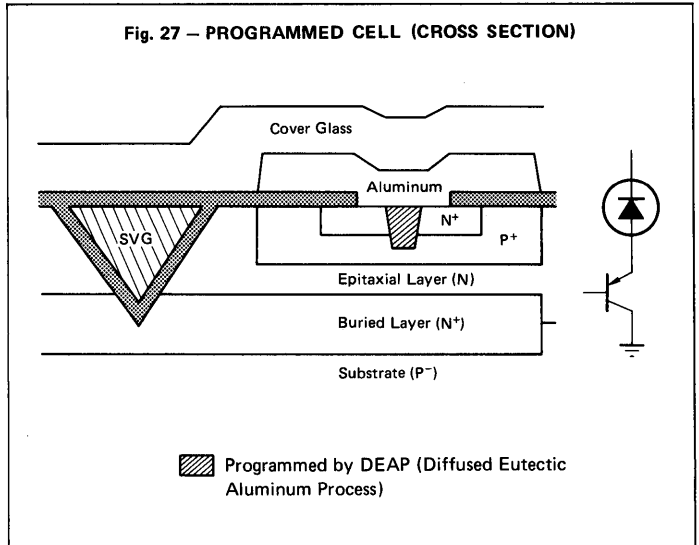 Fig. 27 – PROGRAMMED CELL (CROSS SECTION)
Cover Glass
Aluminum
SVG
N+
P+
Epitaxial Layer (N)
Buried Layer (N+)
Substrate (P−)
Programmed by DEAP (Diffused Eutectic
Aluminum Process)